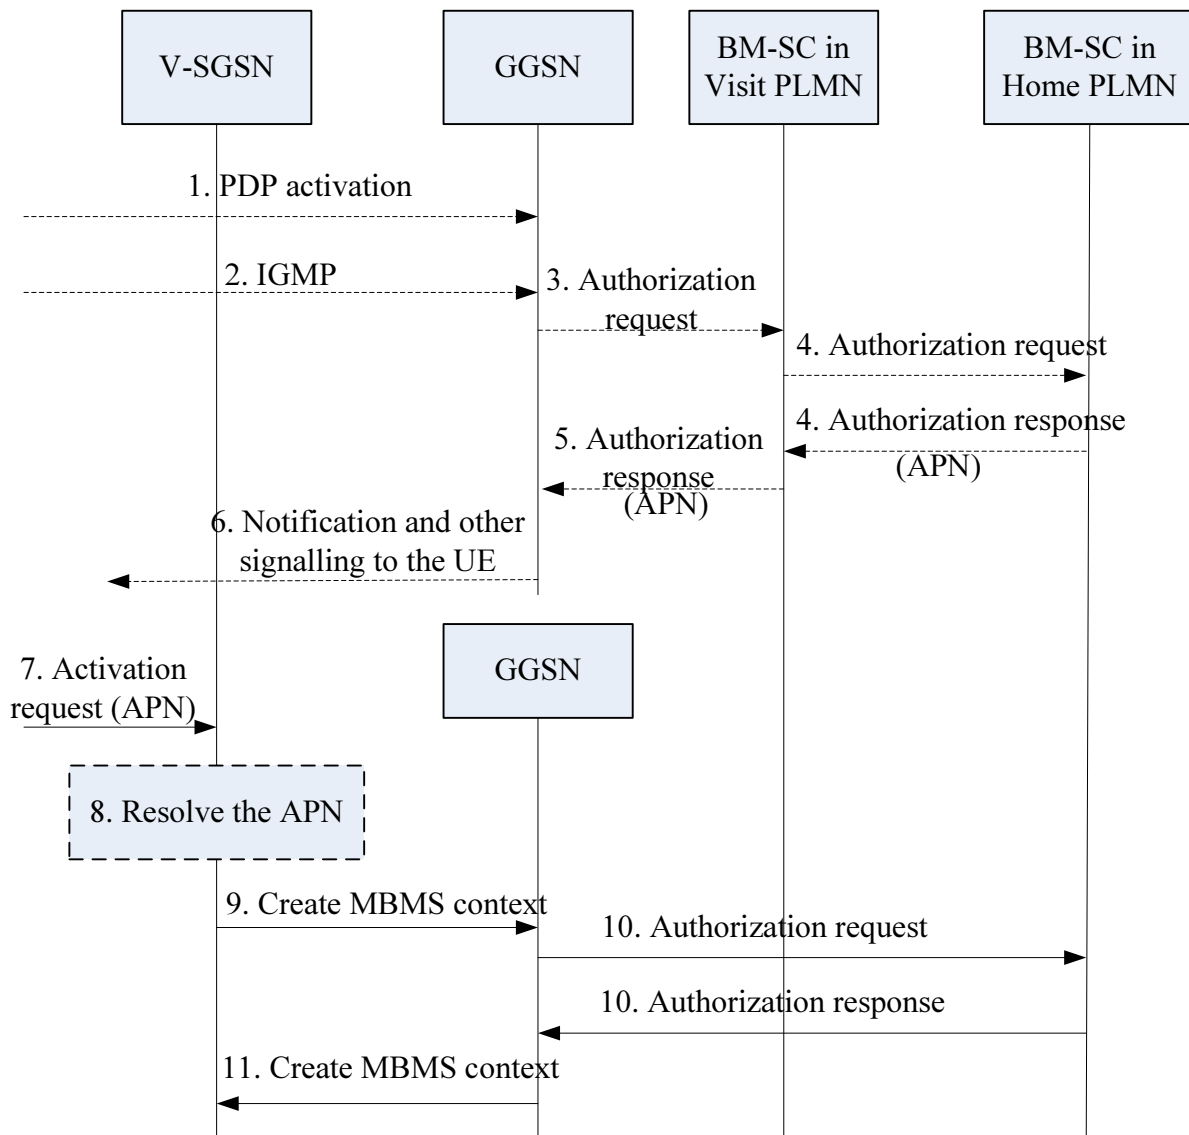 V-SGSN
GGSN
BM-SC in
Visit PLMN
BM-SC in
Home PLMN
1. PDP activation
2. IGMP
3. Authorization
request
4. Authorization request
4. Authorization response
(APN)
5. Authorization
response
(APN)
6. Notification and other
signalling to the UE
GGSN
7. Activation
request (APN)
8. Resolve the APN
9. Create MBMS context
10. Authorization request
10. Authorization response
11. Create MBMS context